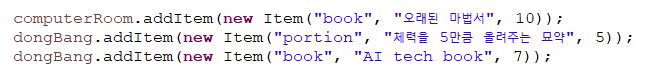 computerRoom.addItem(new Item("book", "오래된 마법서", 10));
dongBang.addItem(new Item("portion", "체력을 5만큼 올려주는 묘약", 5));
dongBang.addItem(new Item("book", "AI tech book", 7));